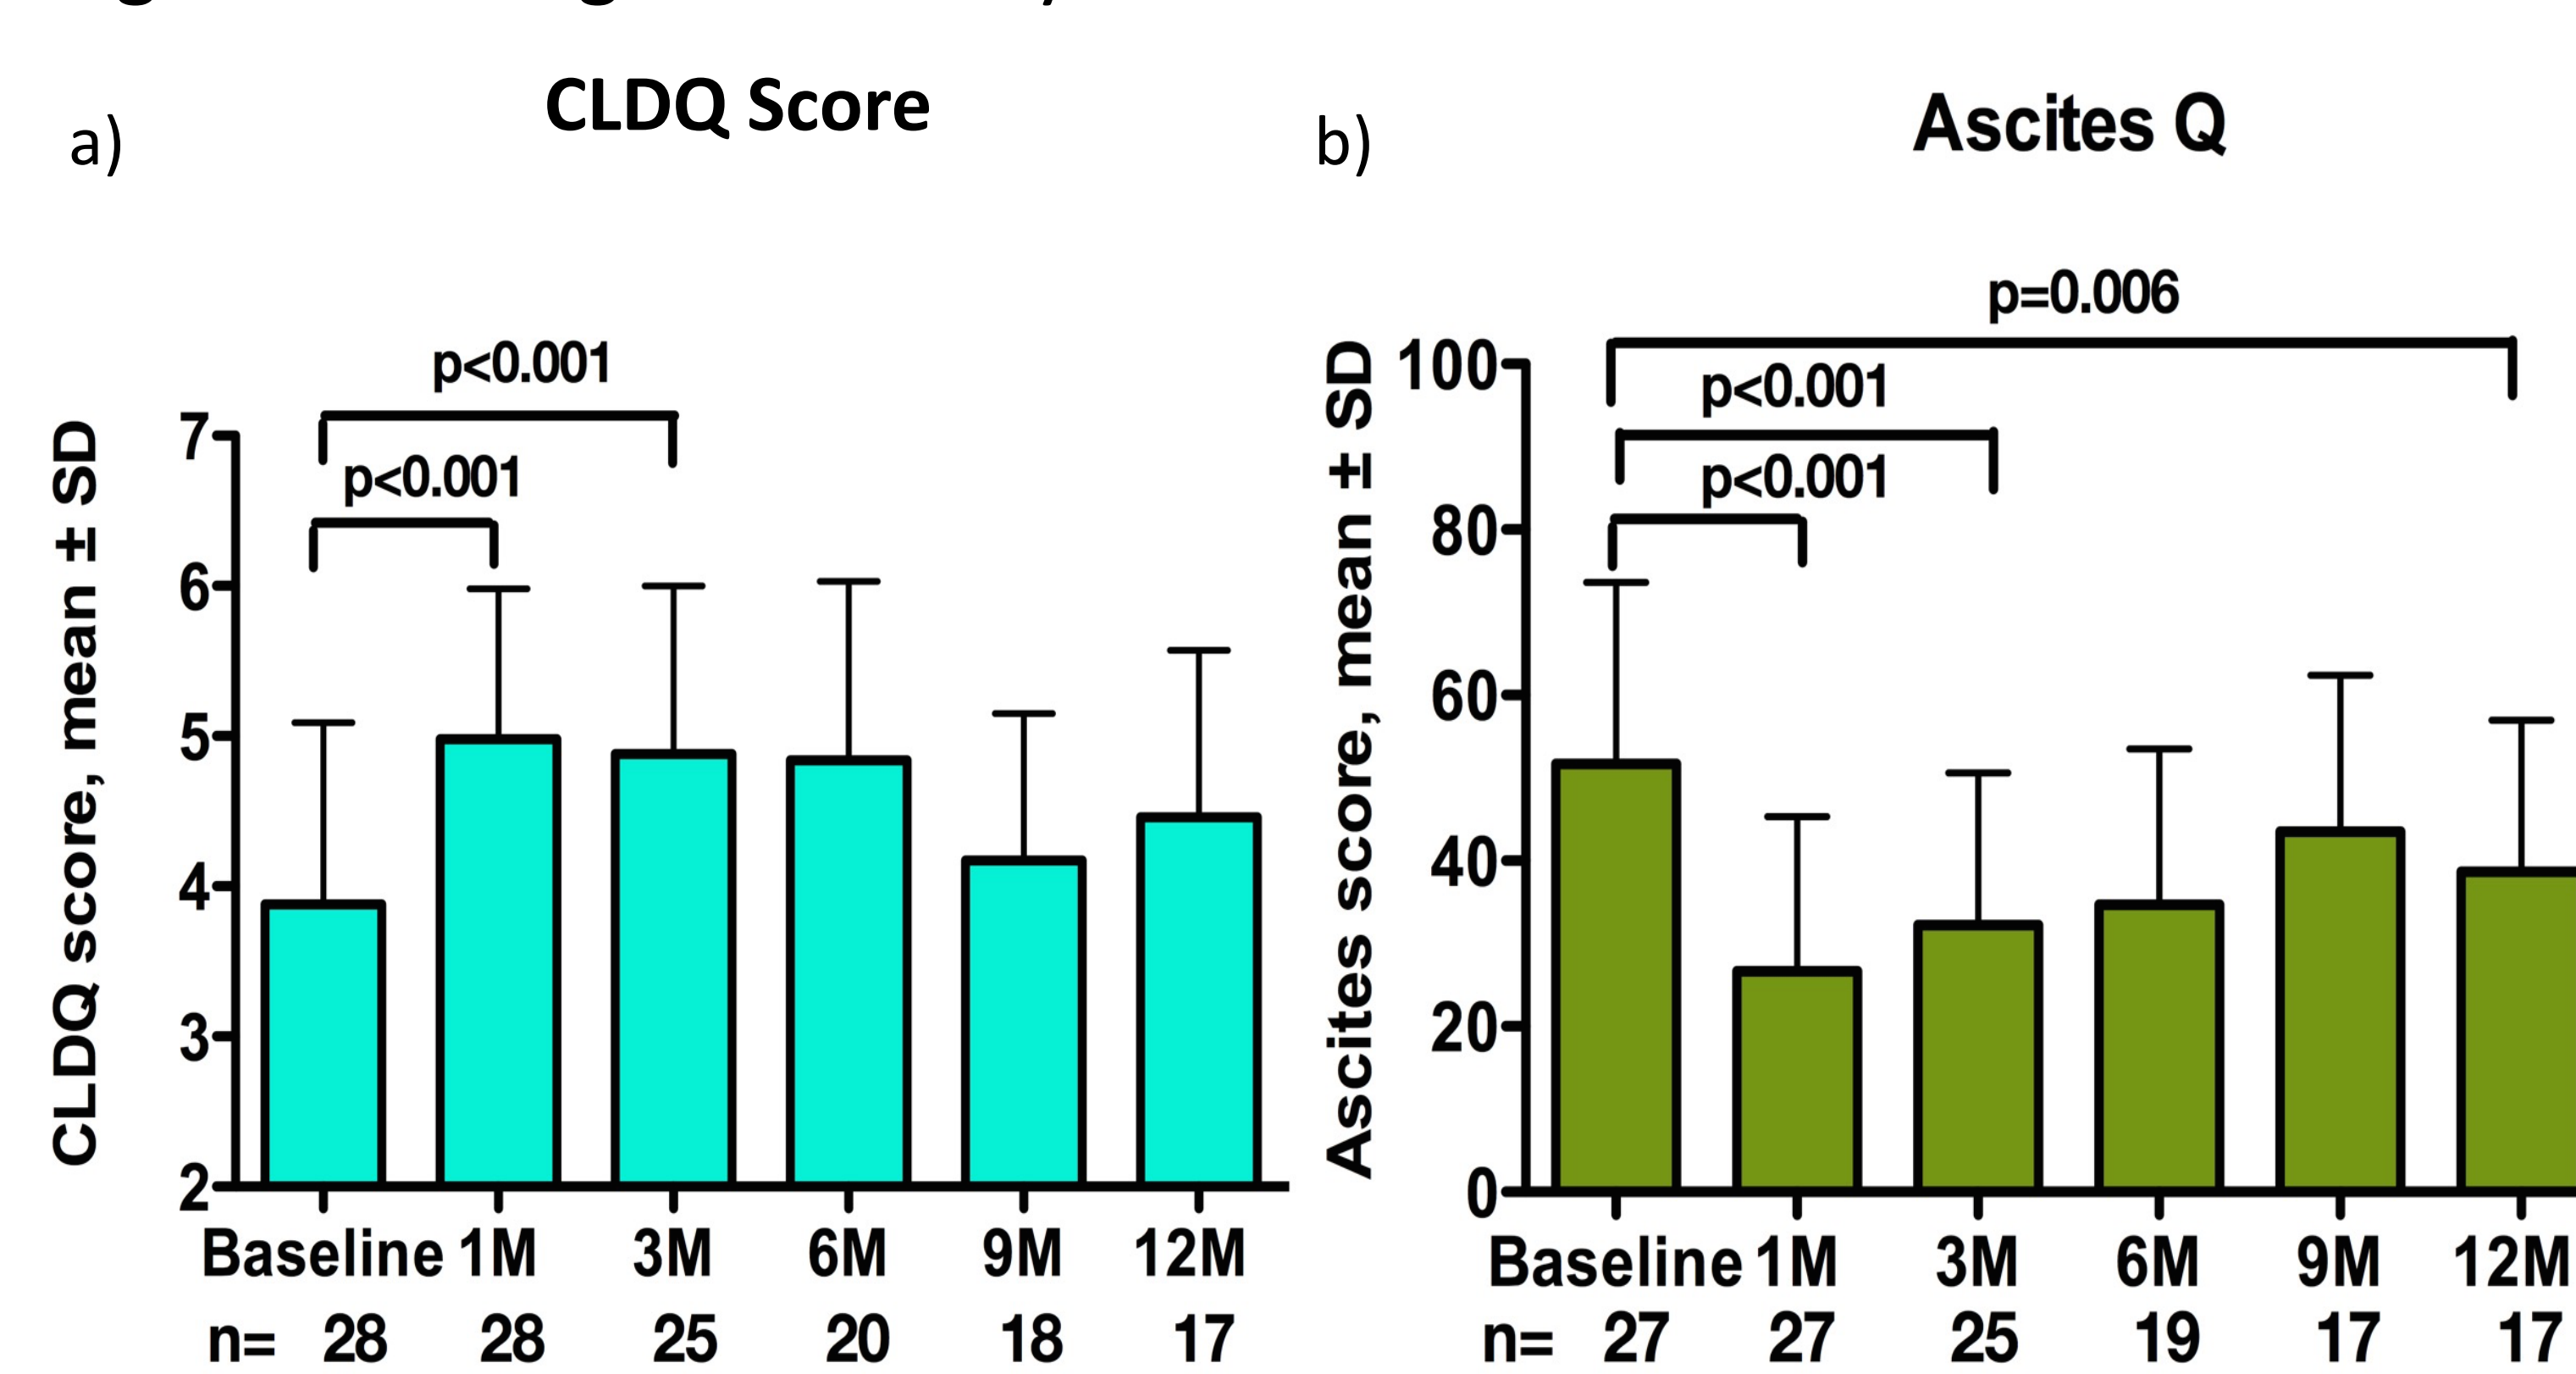 CLDQ Score
a)
p<0.001
p<0.001
CLDQ score, mean ± SD
7
6
5
4
3
2
Baseline 1M 3M 6M 9M 12M
n= 28 28 25 20 18 17
Ascites Q
b)
p=0.006
p<0.001
p<0.001
Ascites score, mean ± SD
100
80
60
40
20
0
Baseline 1M 3M 6M 9M 12M
n= 27 27 25 19 17 17